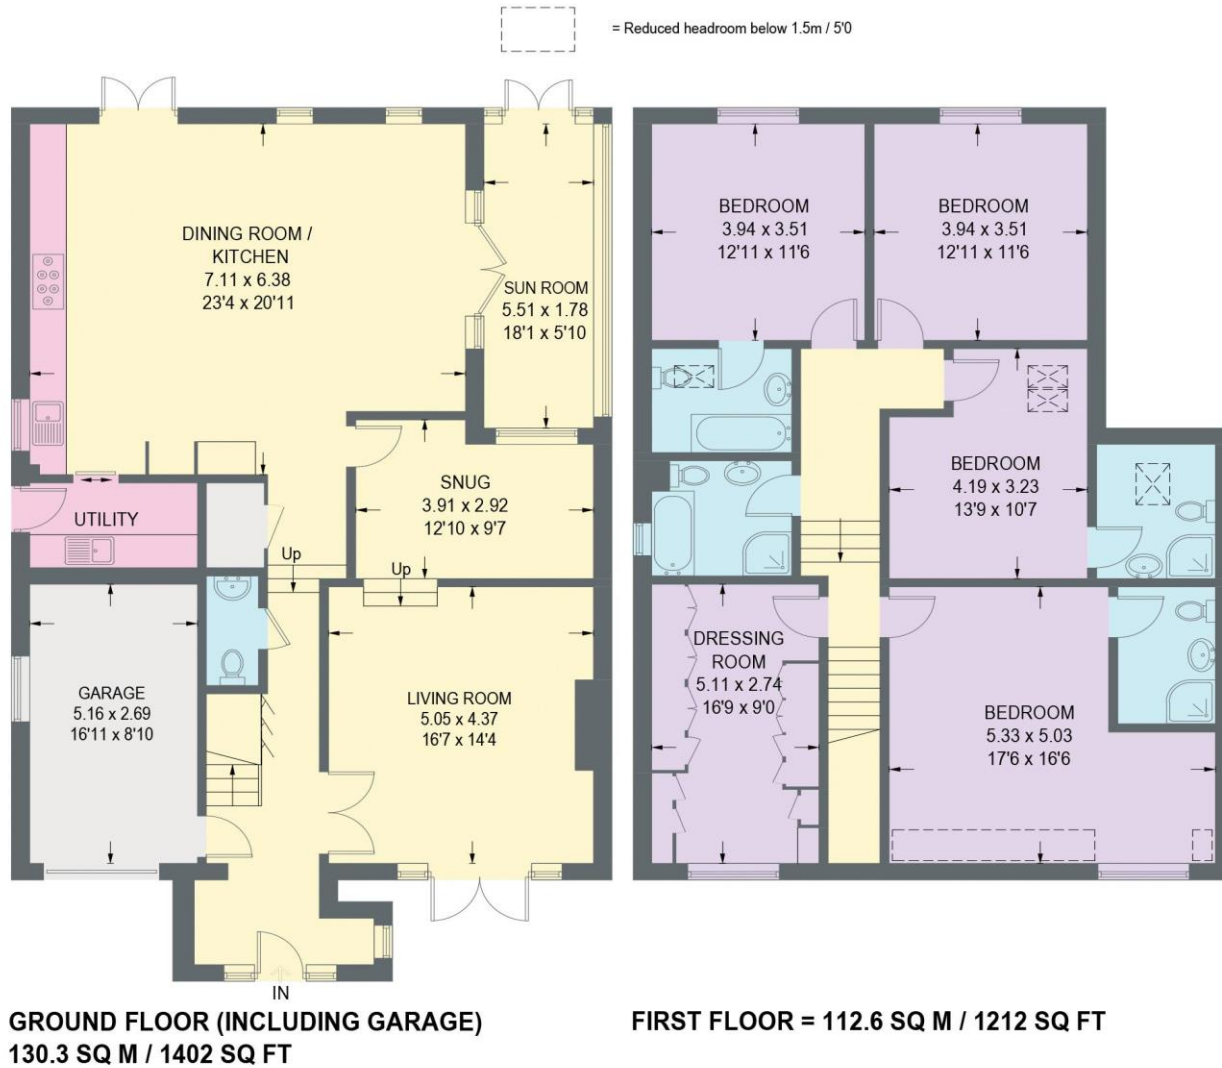 = Reduced headroom below 1.5m / 5'0
DINING ROOM /
KITCHEN
7.11 x 6.38
23'4 x 20'11
SUN ROOM
5.51 x 1.78
18'1 x 5'10
SNUG
3.91 x 2.92
12'10 x 9'7
UTILITY
Up
Up
GARAGE
5.16 x 2.69
16'11 x 8'10
LIVING ROOM
5.05 x 4.37
16'7 x 14'4
IN
GROUND FLOOR (INCLUDING GARAGE)
130.3 SQ M / 1402 SQ FT
BEDROOM
3.94 x 3.51
12'11 x 11'6
BEDROOM
3.94 x 3.51
12'11 x 11'6
BEDROOM
4.19 x 3.23
13'9 x 10'7
DRESSING
ROOM
5.11 x 2.74
16'9 x 9'0
BEDROOM
5.33 x 5.03
17'6 x 16'6
FIRST FLOOR = 112.6 SQ M / 1212 SQ FT